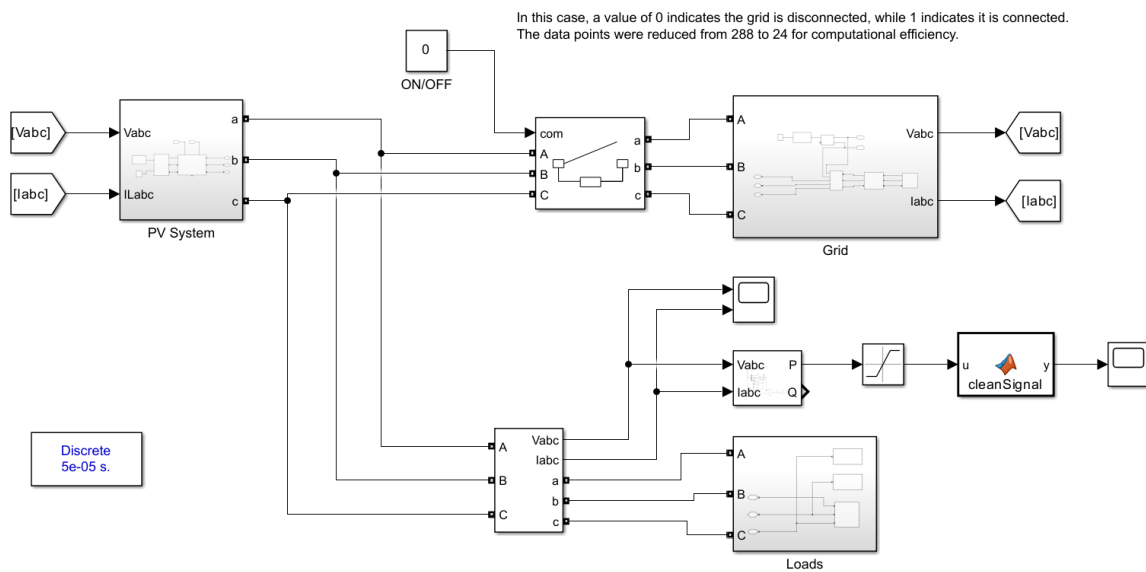 In this case, a value of 0 indicates the grid is disconnected, while 1 indicates it is connected.
The data points were reduced from 288 to 24 for computational efficiency.
0
ON/OFF
[Vabc]
[Iabc]
Vabc
ILabc
a
b
c
PV System
com
A
B
C
a
b
c
A
B
C
Vabc
Iabc
Grid
[Vabc]
[Iabc]
Vabc
Iabc
P
Q
u
y
cleanSignal
Discrete
5e-05 s.
A
B
C
Vabc
Iabc
a
b
c
A
B
C
Loads